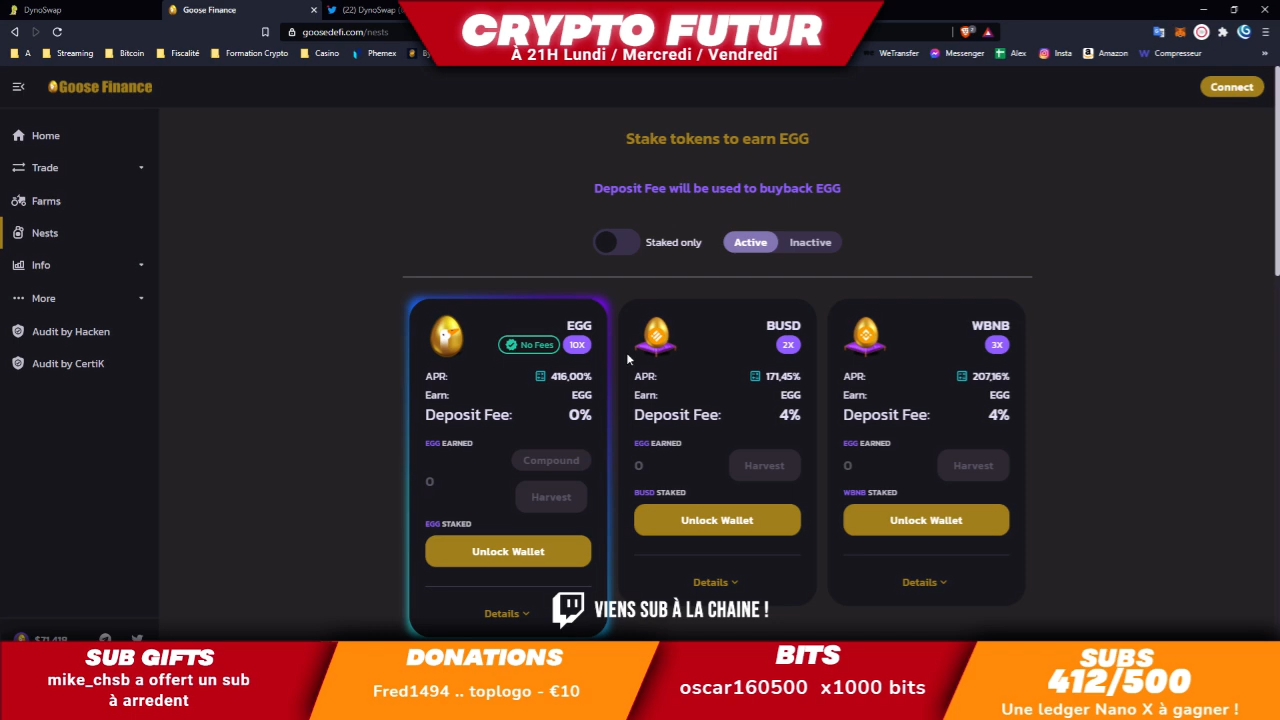 DynoSwap
Goose Finance
(22) DynoSwap (
CRYPTO FUTUR
À 21H Lundi / Mercredi / Vendredi
goosedefi.com/nests
A
Streaming
Bitcoin
Fiscalité
Formation Crypto
Casino
Phemex
WeTransfer
Messenger
Alex
Insta
Amazon
Compresseur
Goose Finance
Connect
Home
Trade
Farms
Nests
Info
More
Audit by Hacken
Audit by CertiK
Stake tokens to earn EGG
Deposit Fee will be used to buyback EGG
Staked only
Active
Inactive
EGG
No Fees
10X
APR:
416,00%
Earn:
EGG
Deposit Fee:
0%
EGG EARNED
0
Compound
Harvest
EGG STAKED
Unlock Wallet
Details
BUSD
2X
APR:
171,45%
Earn:
EGG
Deposit Fee:
4%
EGG EARNED
0
Harvest
BUSD STAKED
Unlock Wallet
Details
WBNB
3X
APR:
207,16%
Earn:
EGG
Deposit Fee:
4%
EGG EARNED
0
Harvest
WBNB STAKED
Unlock Wallet
Details
VIENS SUB À LA CHAINE !
SUB GIFTS
mike_chsb a offert un sub
à arredent
DONATIONS
Fred1494 .. toplogo - €10
BITS
oscar160500 x1000 bits
SUBS
412/500
Une ledger Nano X à gagner !